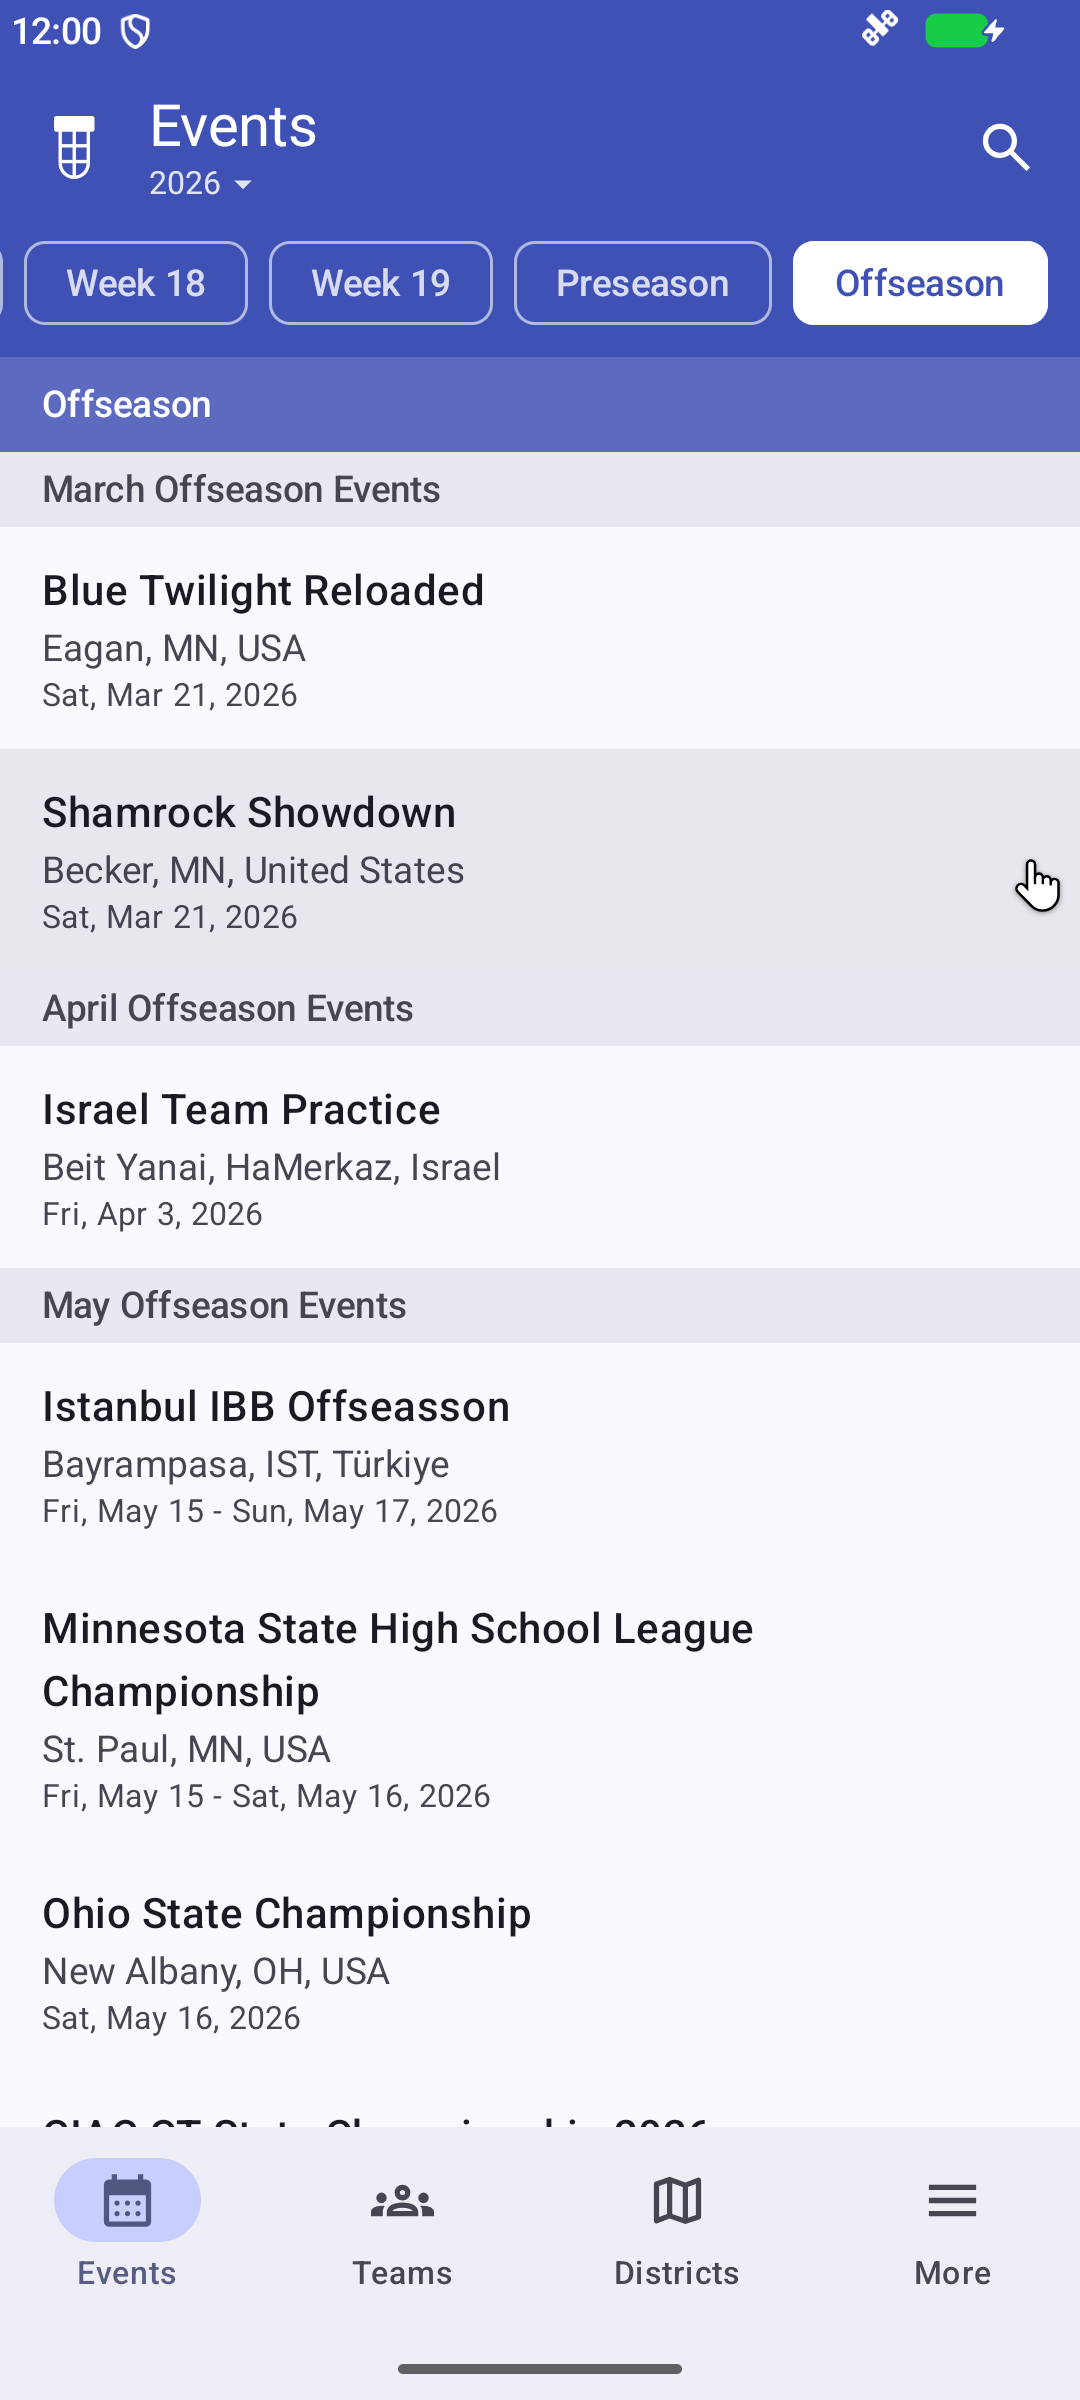 12:00
Events
2026
Week 18
Week 19
Preseason
Offseason
Offseason
March Offseason Events
Blue Twilight Reloaded
Eagan, MN, USA
Sat, Mar 21, 2026
Shamrock Showdown
Becker, MN, United States
Sat, Mar 21, 2026
April Offseason Events
Israel Team Practice
Beit Yanai, HaMerkaz, Israel
Fri, Apr 3, 2026
May Offseason Events
Istanbul IBB Offseasson
Bayrampasa, IST, Türkiye
Fri, May 15 - Sun, May 17, 2026
Minnesota State High School League
Championship
St. Paul, MN, USA
Fri, May 15 - Sat, May 16, 2026
Ohio State Championship
New Albany, OH, USA
Sat, May 16, 2026
Events
Teams
Districts
More